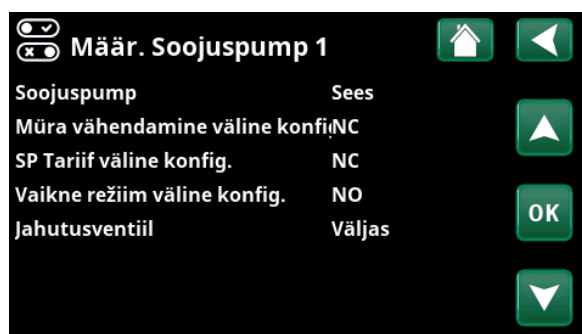 Määr. Soojuspump 1
Soojuspump Sees
Müra vähendamine väline konfig NC
SP Tariif väline konfig. NC
Vaikne režiim väline konfig. NO
Jahutusventiil Väljas
OK